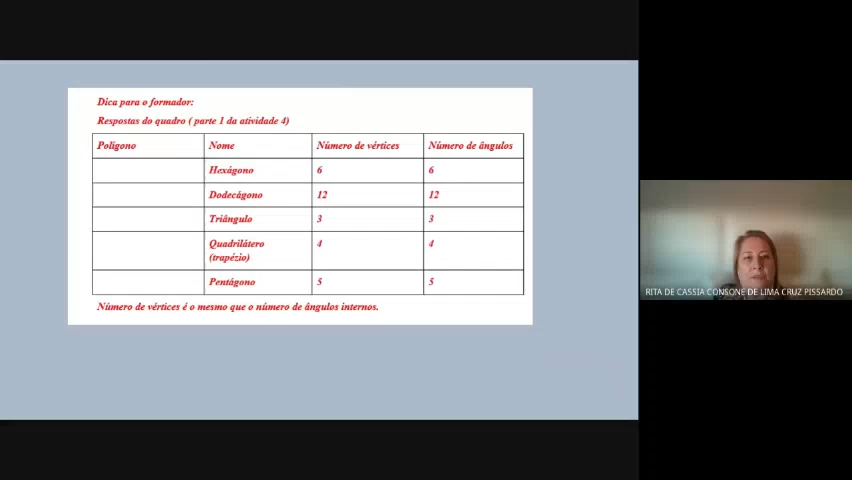 Dica para o formador:
Respostas do quadro ( parte 1 da atividade 4)
Polígono Nome Número de vértices Número de ângulos
Hexágono 6 6
Dodecágono 12 12
Triângulo 3 3
Quadrilátero 4 4
(trapézio)
Pentágono 5 5
Número de vértices é o mesmo que o número de ângulos internos.
RITA DE CASSIA CONSONE DE LIMA CRUZ PISSARDO